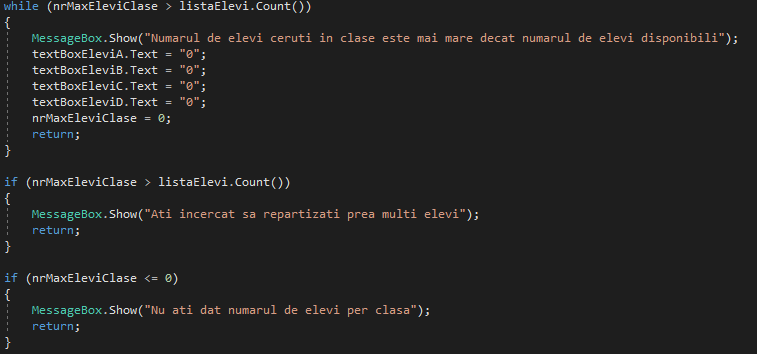 while (nrMaxEleviClase > listaElevi.Count())
{
MessageBox.Show("Numarul de elevi ceruti in clase este mai mare decat numarul de elevi disponibili");
textBoxEleviA.Text = "0";
textBoxEleviB.Text = "0";
textBoxEleviC.Text = "0";
textBoxEleviD.Text = "0";
nrMaxEleviClase = 0;
return;
}
if (nrMaxEleviClase > listaElevi.Count())
{
MessageBox.Show("Ati incercat sa repartizati prea multi elevi");
return;
}
if (nrMaxEleviClase <= 0)
{
MessageBox.Show("Nu ati dat numarul de elevi per clasa");
return;
}